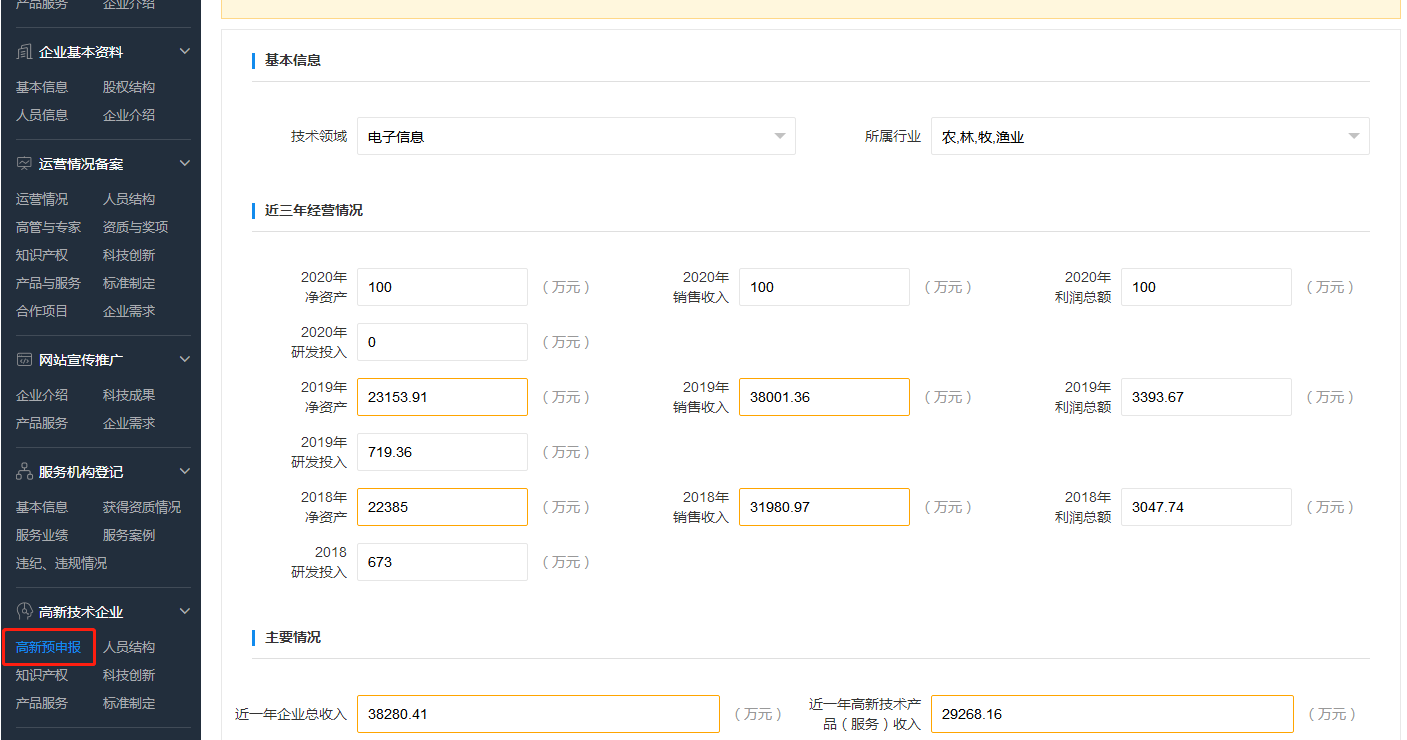 产品服务 企业介绍
企业基本资料
基本信息 股权结构
人员信息 企业介绍
运营情况备案
运营情况 人员结构
高管与专家 资质与奖项
知识产权 科技创新
产品与服务 标准制定
合作项目 企业需求
网站宣传推广
企业介绍 科技成果
产品服务 企业需求
服务机构登记
基本信息 获得资质情况
服务业绩 服务案例
违纪、违规情况
高新技术企业
高新预申报 人员结构
知识产权 科技创新
产品服务 标准制定
基本信息
技术领域 电子信息 所属行业 农,林,牧,渔业
近三年经营情况
2020年 2020年 2020年
净资产 100 （万元） 销售收入 100 （万元） 利润总额 100 （万元）
2020年
研发投入 0 （万元）
2019年 2019年 2019年
净资产 23153.91 （万元） 销售收入 38001.36 （万元） 利润总额 3393.67 （万元）
2019年
研发投入 719.36 （万元）
2018年 2018年 2018年
净资产 22385 （万元） 销售收入 31980.97 （万元） 利润总额 3047.74 （万元）
2018
研发投入 673 （万元）
主要情况
近一年企业总收入 38280.41 （万元） 近一年高新技术产
品（服务）收入 29268.16 （万元）